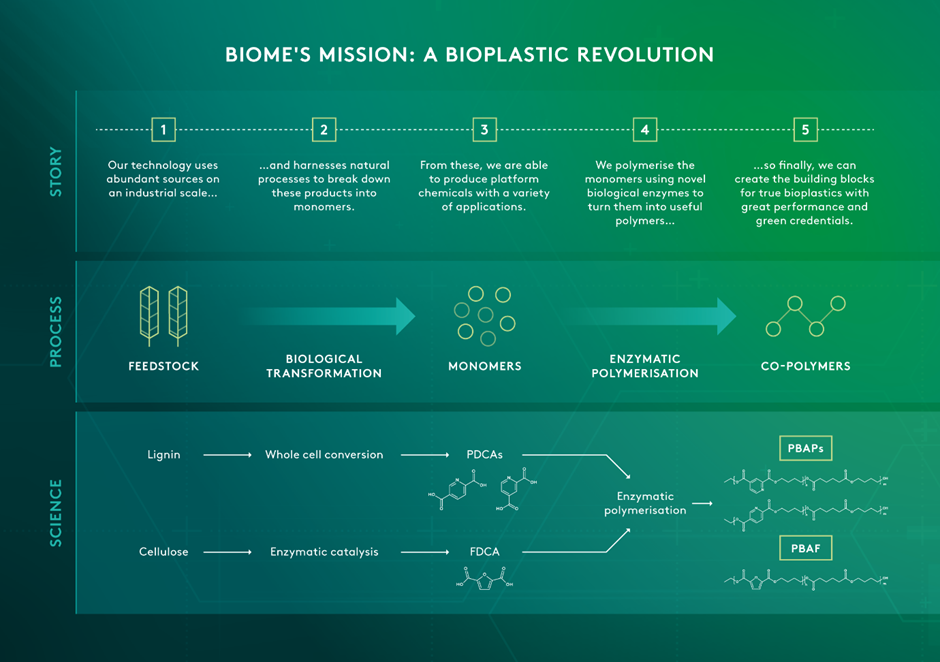 BIOME'S MISSION: A BIOPLASTIC REVOLUTION
STORY
1
Our technology uses
abundant sources on
an industrial scale...
2
...and harnesses natural
processes to break down
these products into
monomers.
3
From these, we are able
to produce platform
chemicals with a variety
of applications.
4
We polymerise the
monomers using novel
biological enzymes to
turn them into useful
polymers...
5
...so finally, we can
create the building blocks
for true bioplastics with
great performance and
green credentials.
PROCESS
FEEDSTOCK
BIOLOGICAL
TRANSFORMATION
MONOMERS
ENZYMATIC
POLYMERISATION
CO-POLYMERS
SCIENCE
Lignin
Whole cell conversion
PDCAs
Cellulose
Enzymatic catalysis
FDCA
Enzymatic
polymerisation
PBAPs
PBAF